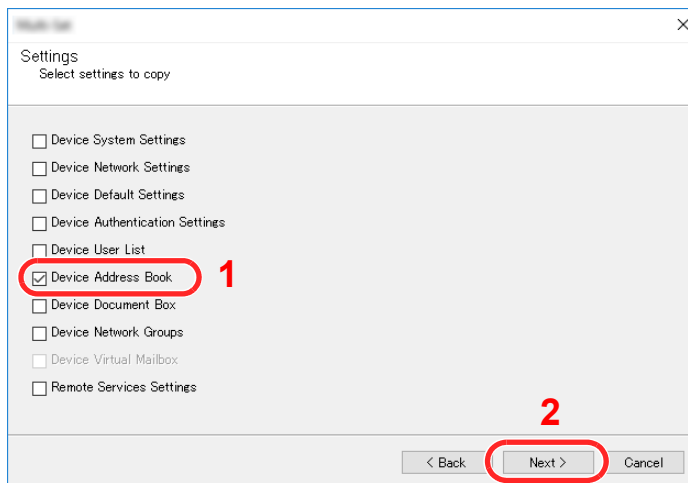 Settings
Select settings to copy
Device System Settings
Device Network Settings
Device Default Settings
Device Authentication Settings
Device User List
Device Address Book 1
Device Document Box
Device Network Groups
Device Virtual Mailbox
Remote Services Settings
2
< Back Next > Cancel